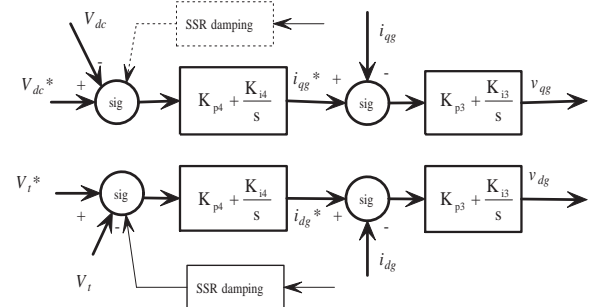 V_dc
SSR damping
i_qg
V_dc* + - sig K_p4 + K_i4/s i_qg* + - sig K_p3 + K_i3/s v_qg
V_t* + - sig K_p4 + K_i4/s i_dg* + - sig K_p3 + K_i3/s v_dg
V_t
SSR damping
i_dg